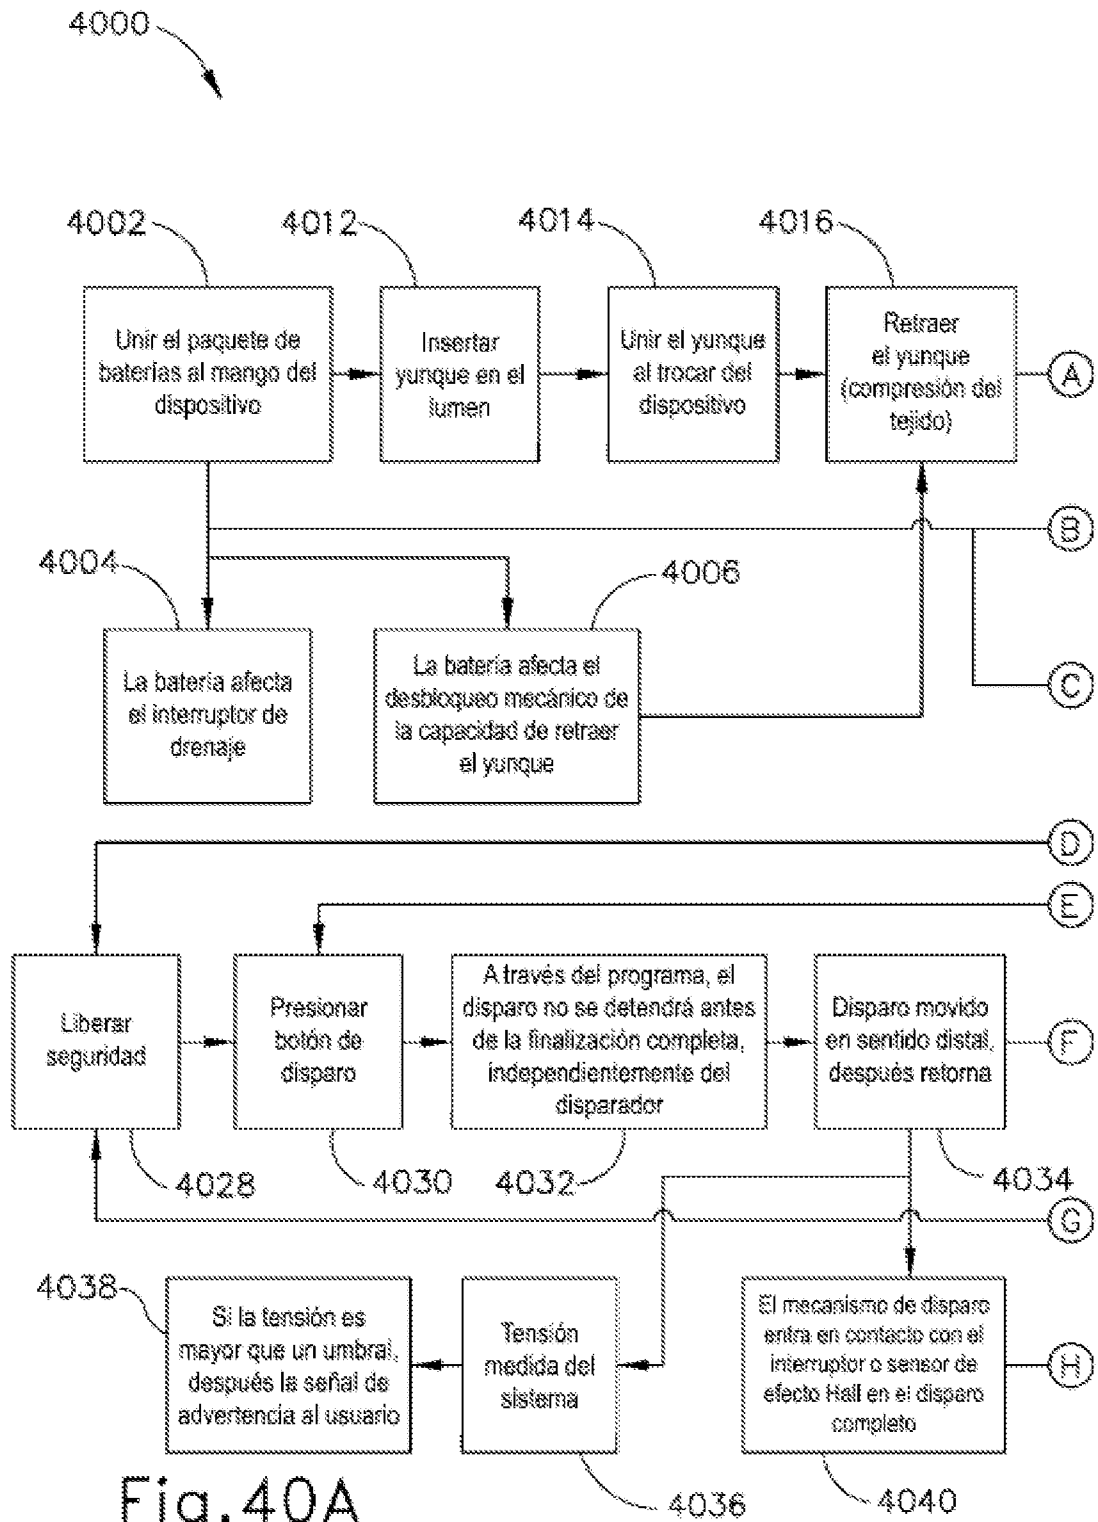 4000
4002
4012
4014
4016
Unir el paquete de
baterías al mango del
dispositivo
Insertar
yunque en el
lumen
Unir el yunque
al trocar del
dispositivo
Retraer
el yunque
(compresión del
tejido)
A
B
4004
4006
La batería afecta
el interruptor de
drenaje
La batería afecta el
desbloqueo mecánico de
la capacidad de retraer
el yunque
C
D
E
Liberar
seguridad
Presionar
botón de
disparo
A través del programa, el
disparo no se detendrá antes
de la finalización completa,
independientemente del
disparador
Disparo movido
en sentido distal,
después retorna
F
4028
4030
4032
4034
G
4038
Si la tensión es
mayor que un umbral,
después la señal de
advertencia al usuario
Tensión
medida del
sistema
El mecanismo de disparo
entra en contacto con el
interruptor o sensor de
efecto Hall en el disparo
completo
H
4036
4040
Fig.40A